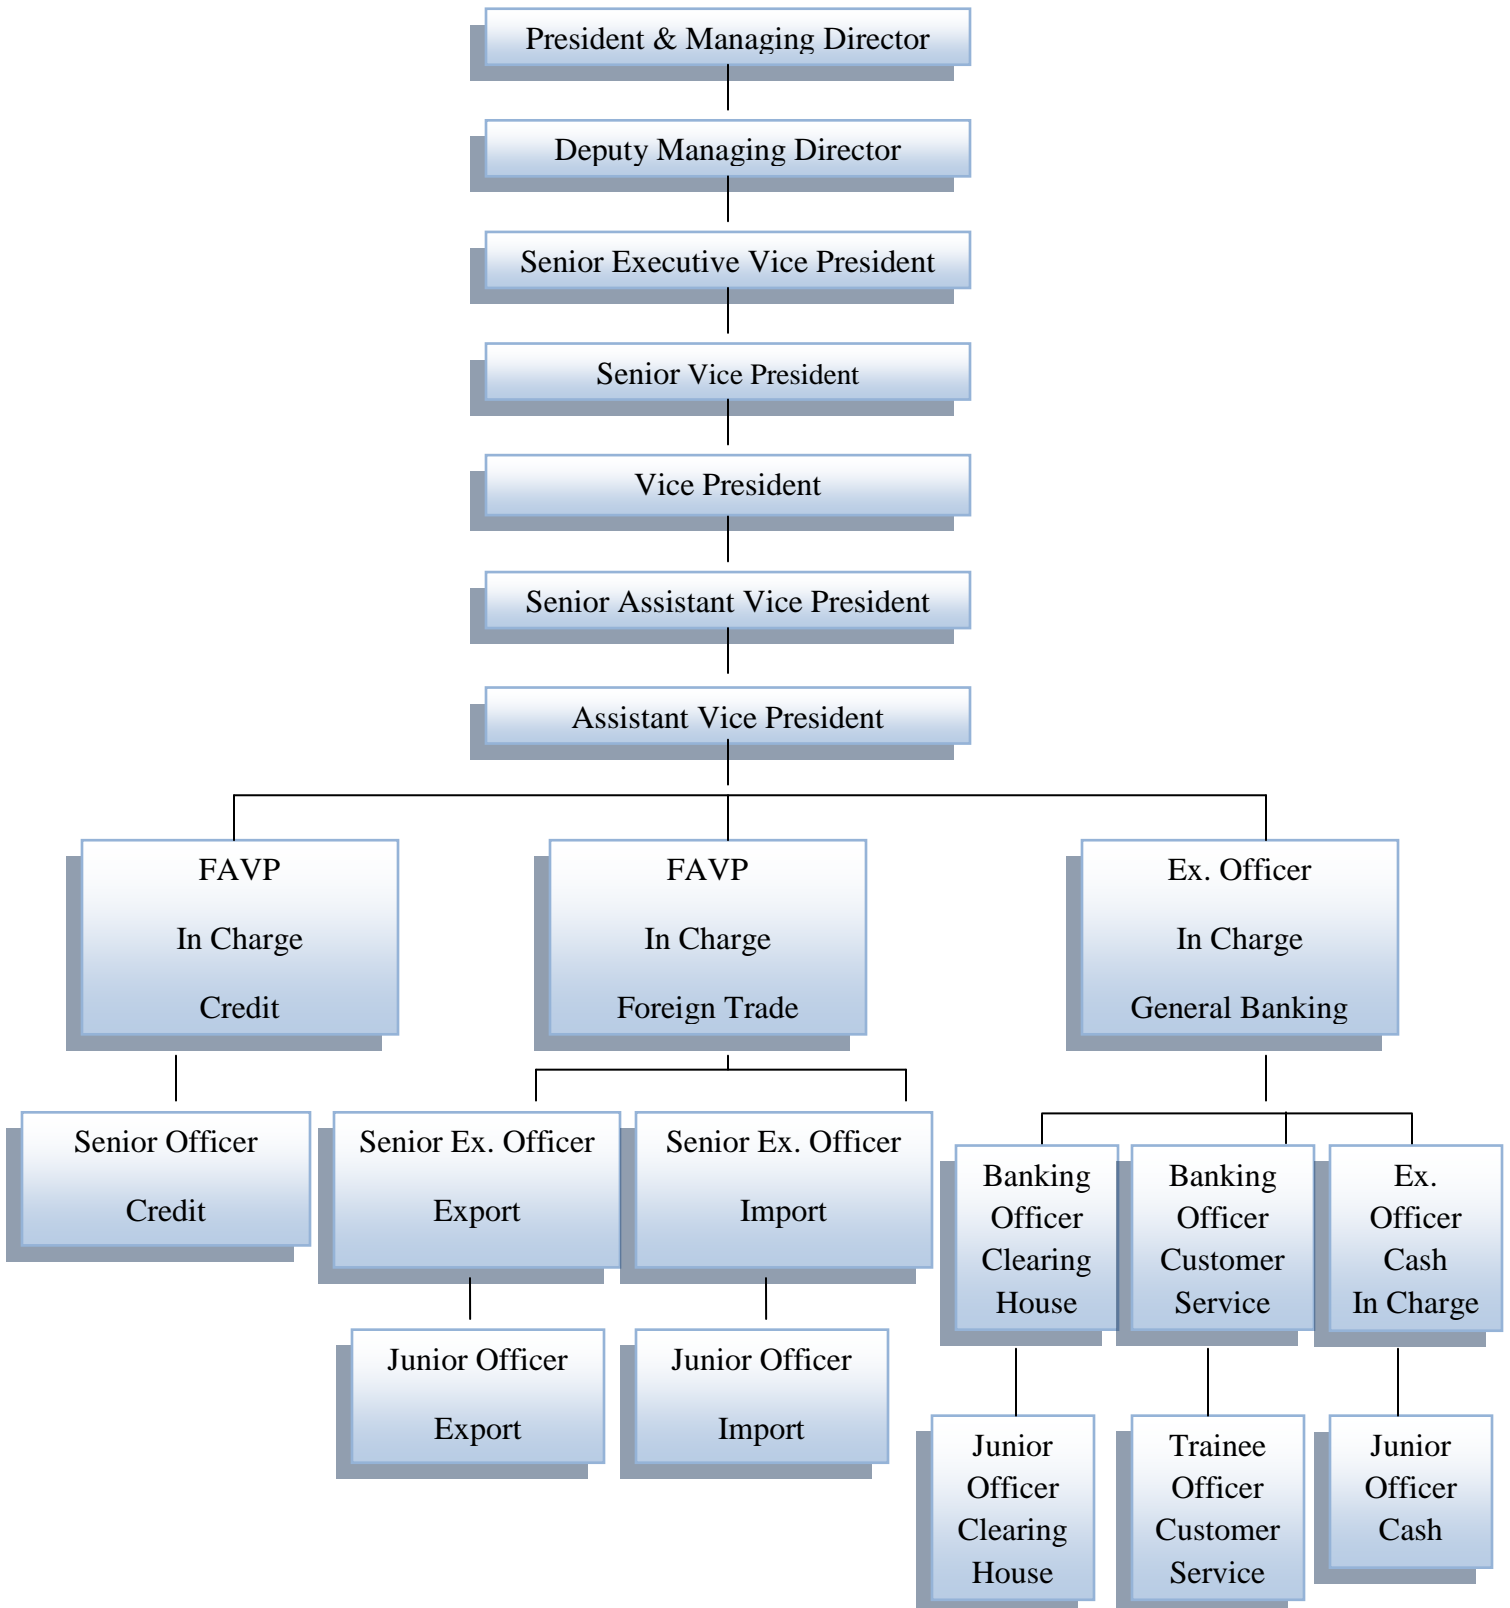 President & Managing Director
Deputy Managing Director
Senior Executive Vice President
Senior Vice President
Vice President
Senior Assistant Vice President
Assistant Vice President
FAVP
In Charge
Credit
FAVP
In Charge
Foreign Trade
Ex. Officer
In Charge
General Banking
Senior Officer
Credit
Senior Ex. Officer
Export
Senior Ex. Officer
Import
Banking
Officer
Clearing
House
Banking
Officer
Customer
Service
Ex.
Officer
Cash
In Charge
Junior Officer
Export
Junior Officer
Import
Junior
Officer
Clearing
House
Trainee
Officer
Customer
Service
Junior
Officer
Cash